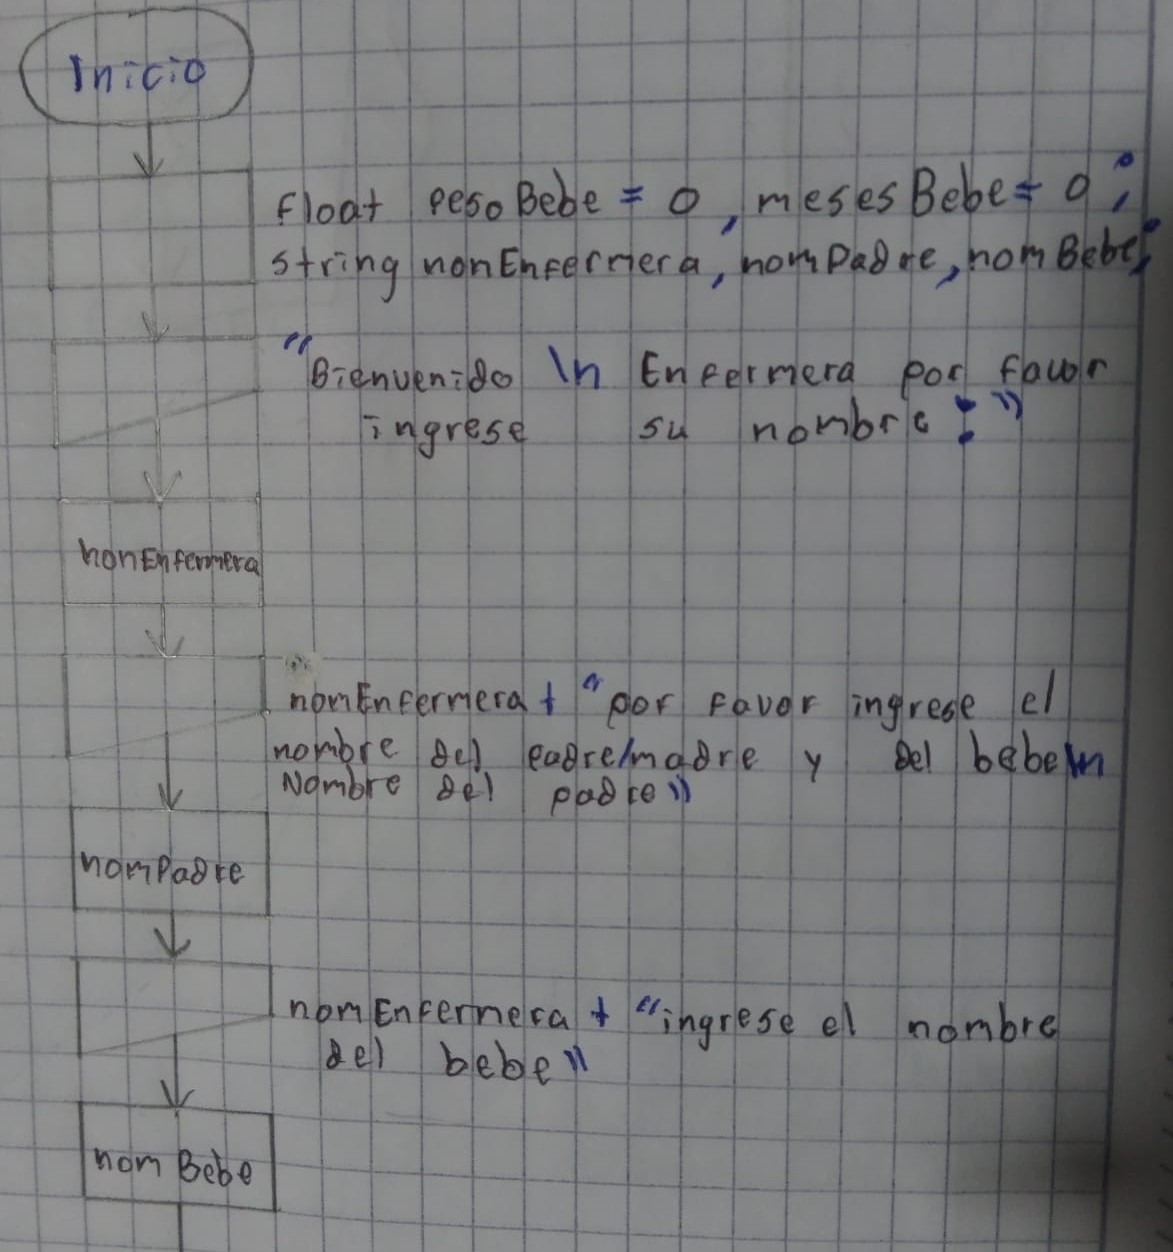 Inicio
float pesoBebe = 0, mesesBebe = 0;
string nonEnfermera, nomPadre, nomBebe;
"Bienvenido \n Enfermera por favor
ingrese su nombre:"
nonEnfermera
nomEnfermera + "por favor ingrese el
nombre del padre/madre y del bebe\n
Nombre del padre"
nomPadre
nomEnfermera + "ingrese el nombre
del bebe"
nomBebe